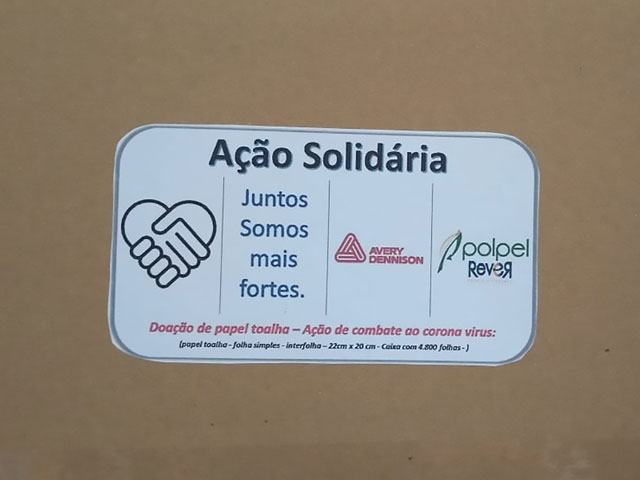 Ação Solidária
Juntos
Somos
mais
fortes.
AVERY
DENNISON
polpel
ReveR
Doação de papel toalha – Ação de combate ao corona virus:
(papel toalha - folha simples - interfolha – 22cm x 20 cm - Caixa com 4.800 folhas - )